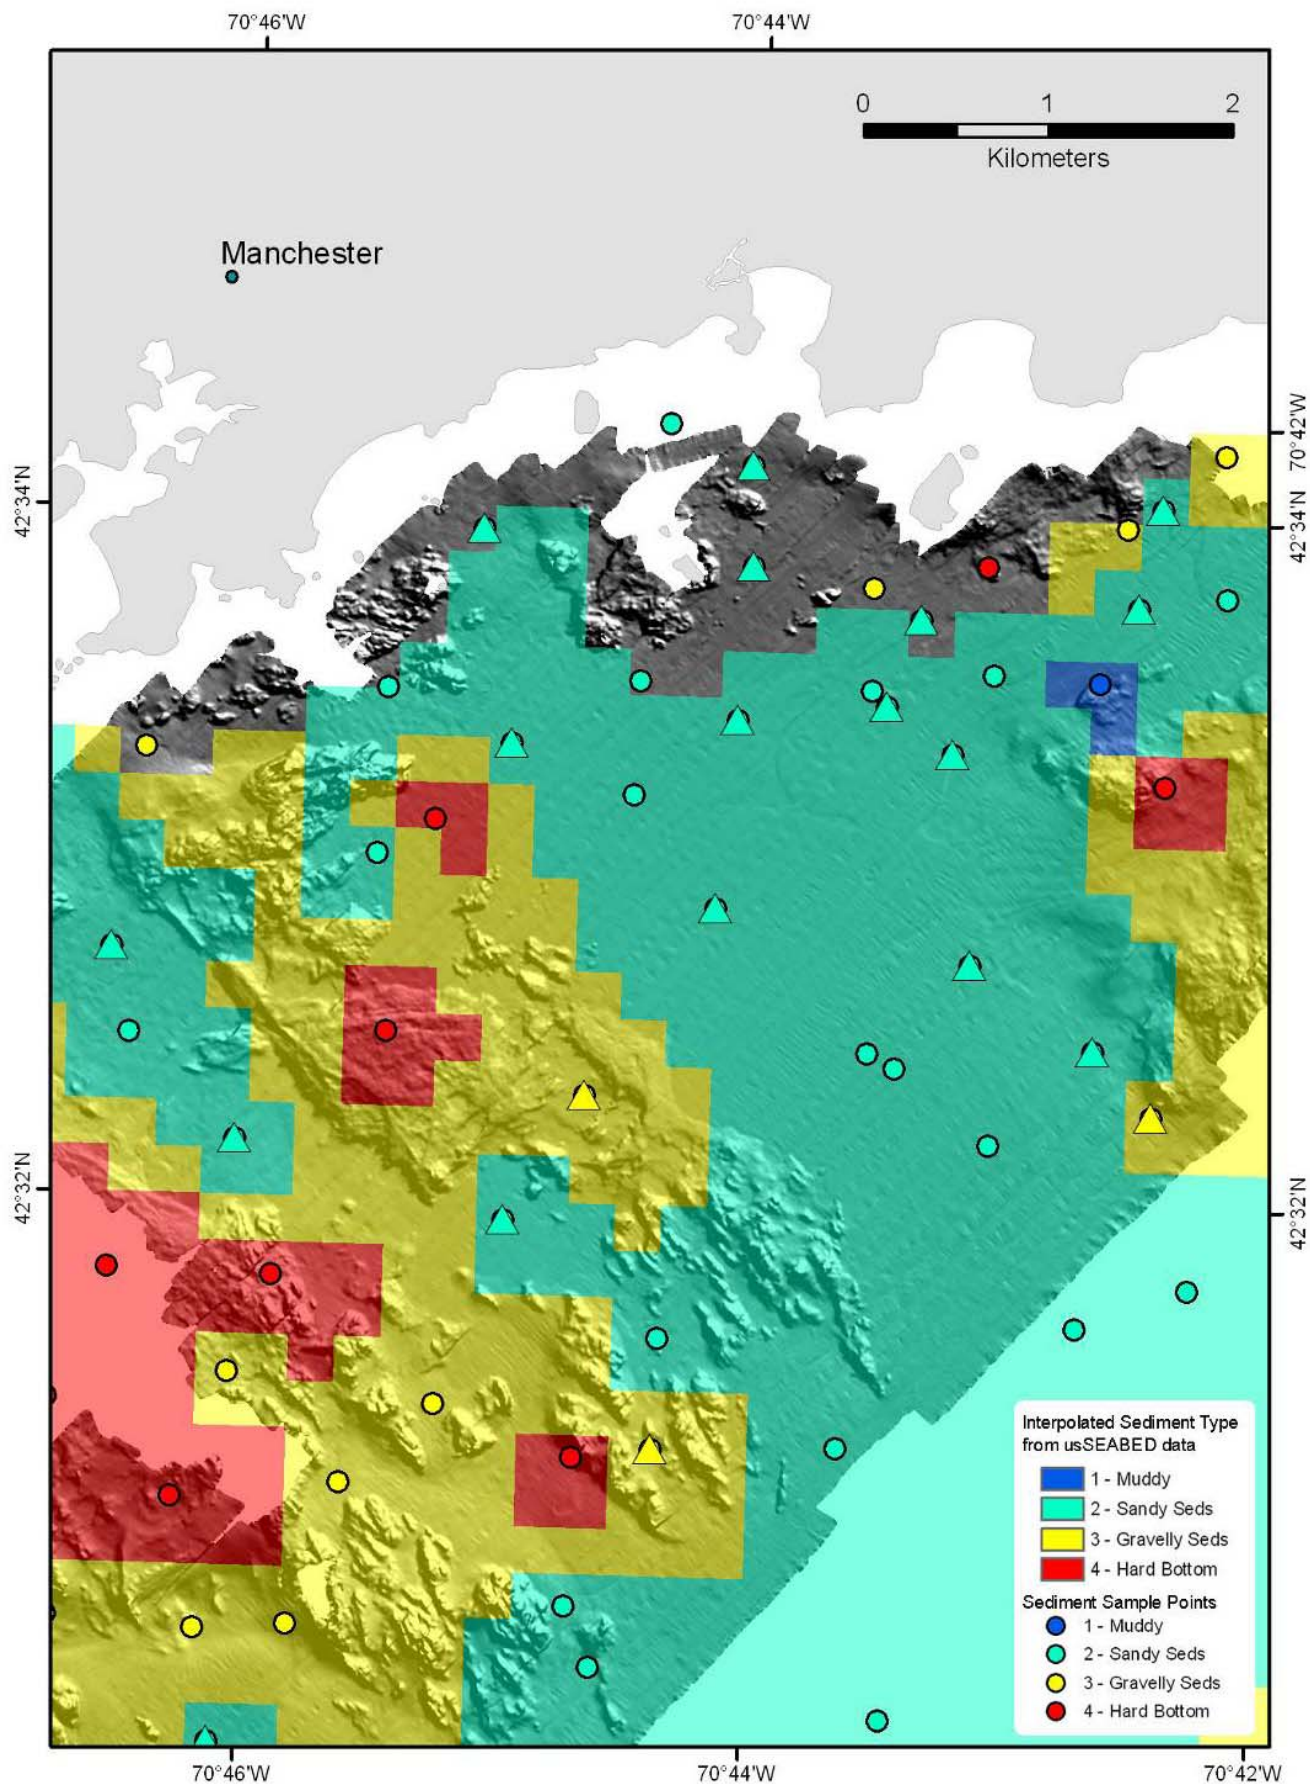 70°46'W
70°44'W
0 1 2
Kilometers
Manchester
70°42'W
42°34'N
42°34'N
42°32'N
42°32'N
Interpolated Sediment Type
from usSEABED data
1 - Muddy
2 - Sandy Seds
3 - Gravelly Seds
4 - Hard Bottom
Sediment Sample Points
1 - Muddy
2 - Sandy Seds
3 - Gravelly Seds
4 - Hard Bottom
70°46'W
70°44'W
70°42'W